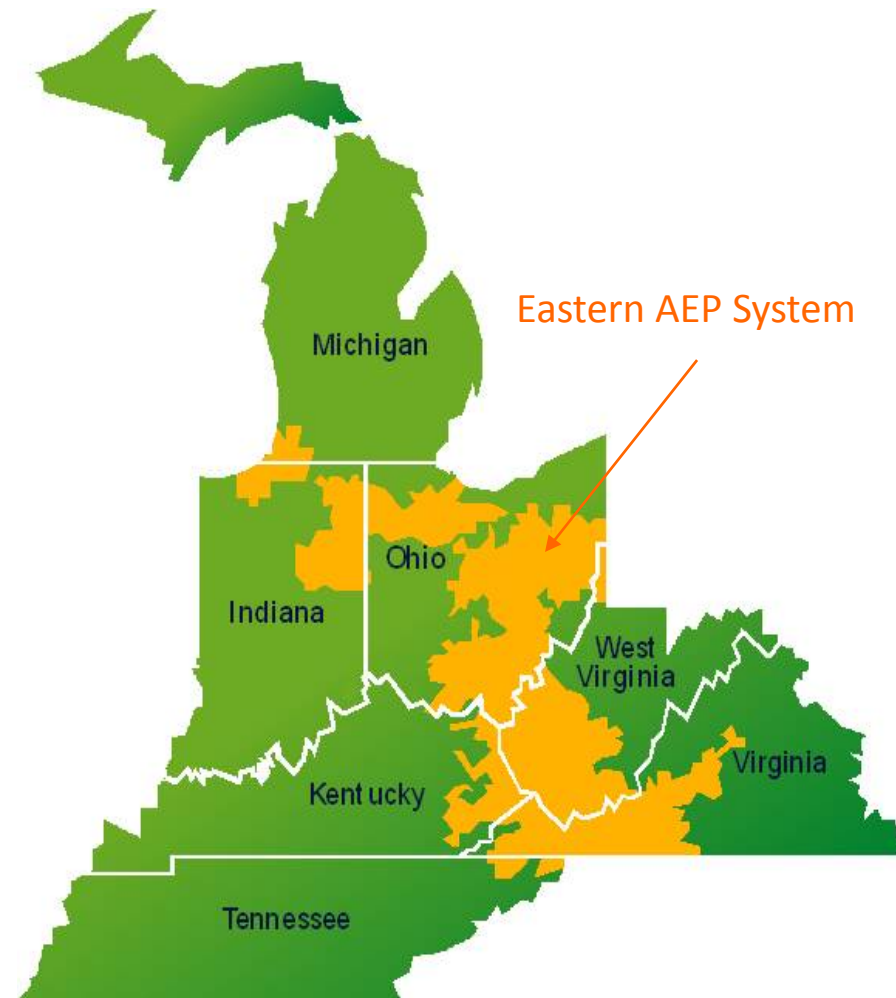 Eastern AEP System
Michigan
Ohio
Indiana
West
Virginia
Virginia
Kentucky
Tennessee